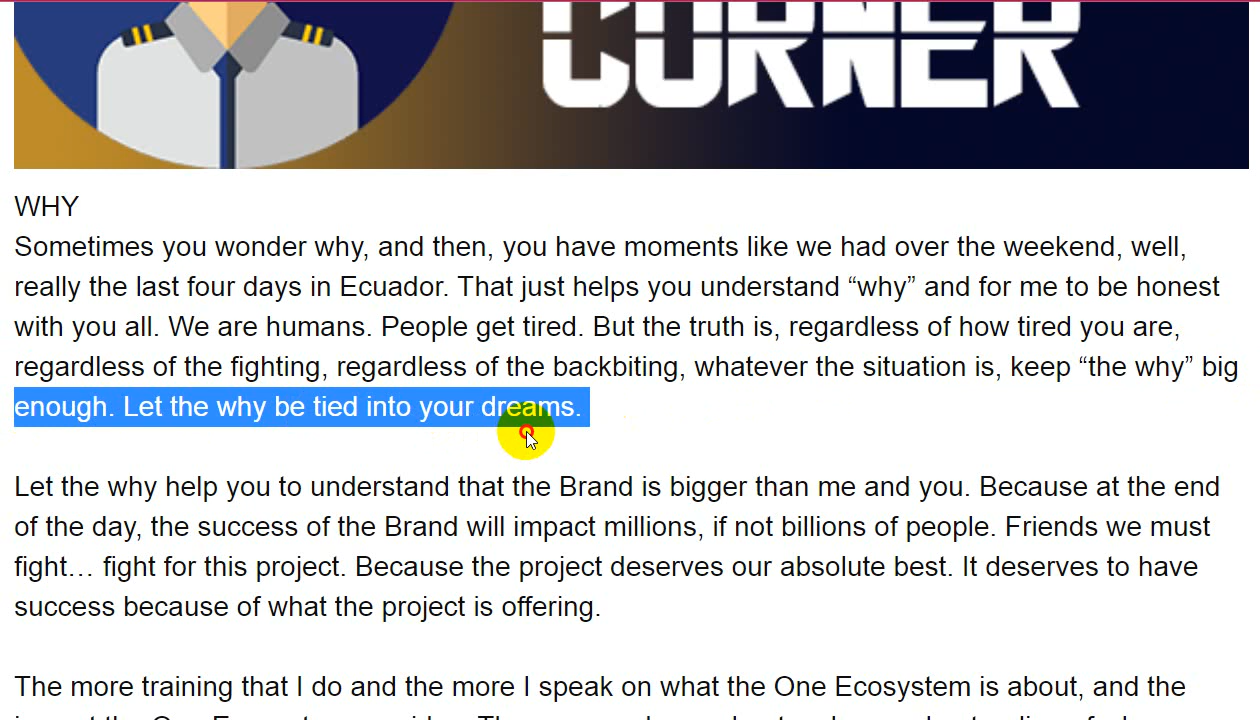 CORNER
WHY
Sometimes you wonder why, and then, you have moments like we had over the weekend, well,
really the last four days in Ecuador. That just helps you understand “why” and for me to be honest
with you all. We are humans. People get tired. But the truth is, regardless of how tired you are,
regardless of the fighting, regardless of the backbiting, whatever the situation is, keep “the why” big
enough. Let the why be tied into your dreams.
Let the why help you to understand that the Brand is bigger than me and you. Because at the end
of the day, the success of the Brand will impact millions, if not billions of people. Friends we must
fight… fight for this project. Because the project deserves our absolute best. It deserves to have
success because of what the project is offering.
The more training that I do and the more I speak on what the One Ecosystem is about, and the